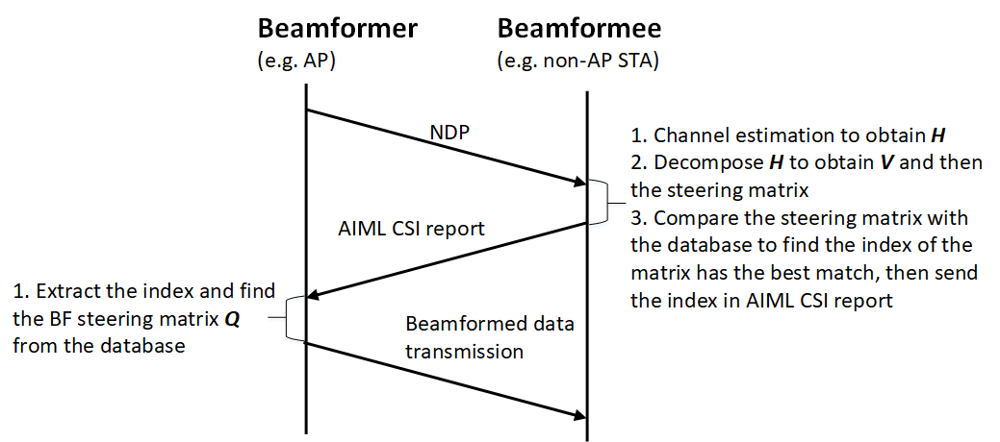 Beamformer
(e.g. AP)
Beamformee
(e.g. non-AP STA)
NDP
1. Channel estimation to obtain H
2. Decompose H to obtain V and then
the steering matrix
3. Compare the steering matrix with
the database to find the index of the
matrix has the best match, then send
the index in AIML CSI report
AIML CSI report
1. Extract the index and find
the BF steering matrix Q
from the database
Beamformed data
transmission